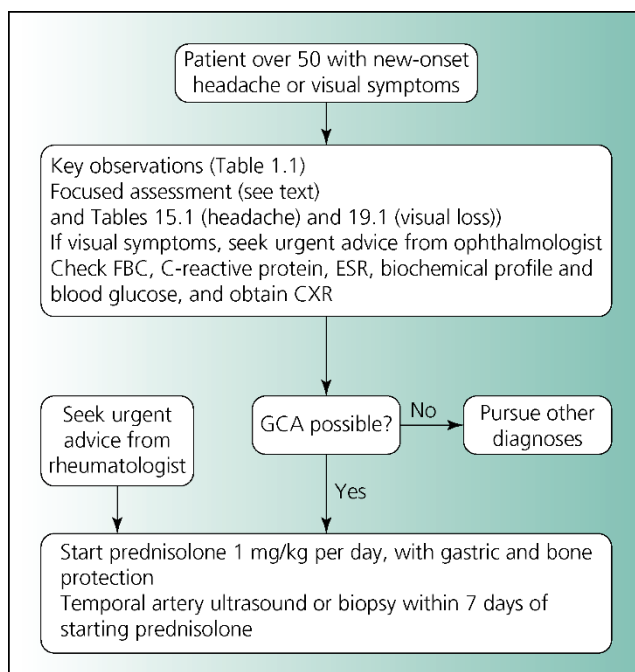 Patient over 50 with new-onset
headache or visual symptoms
Key observations (Table 1.1)
Focused assessment (see text)
and Tables 15.1 (headache) and 19.1 (visual loss))
If visual symptoms, seek urgent advice from ophthalmologist
Check FBC, C-reactive protein, ESR, biochemical profile and
blood glucose, and obtain CXR
Seek urgent
advice from
rheumatologist
GCA possible?
No
Pursue other
diagnoses
Yes
Start prednisolone 1 mg/kg per day, with gastric and bone
protection
Temporal artery ultrasound or biopsy within 7 days of
starting prednisolone